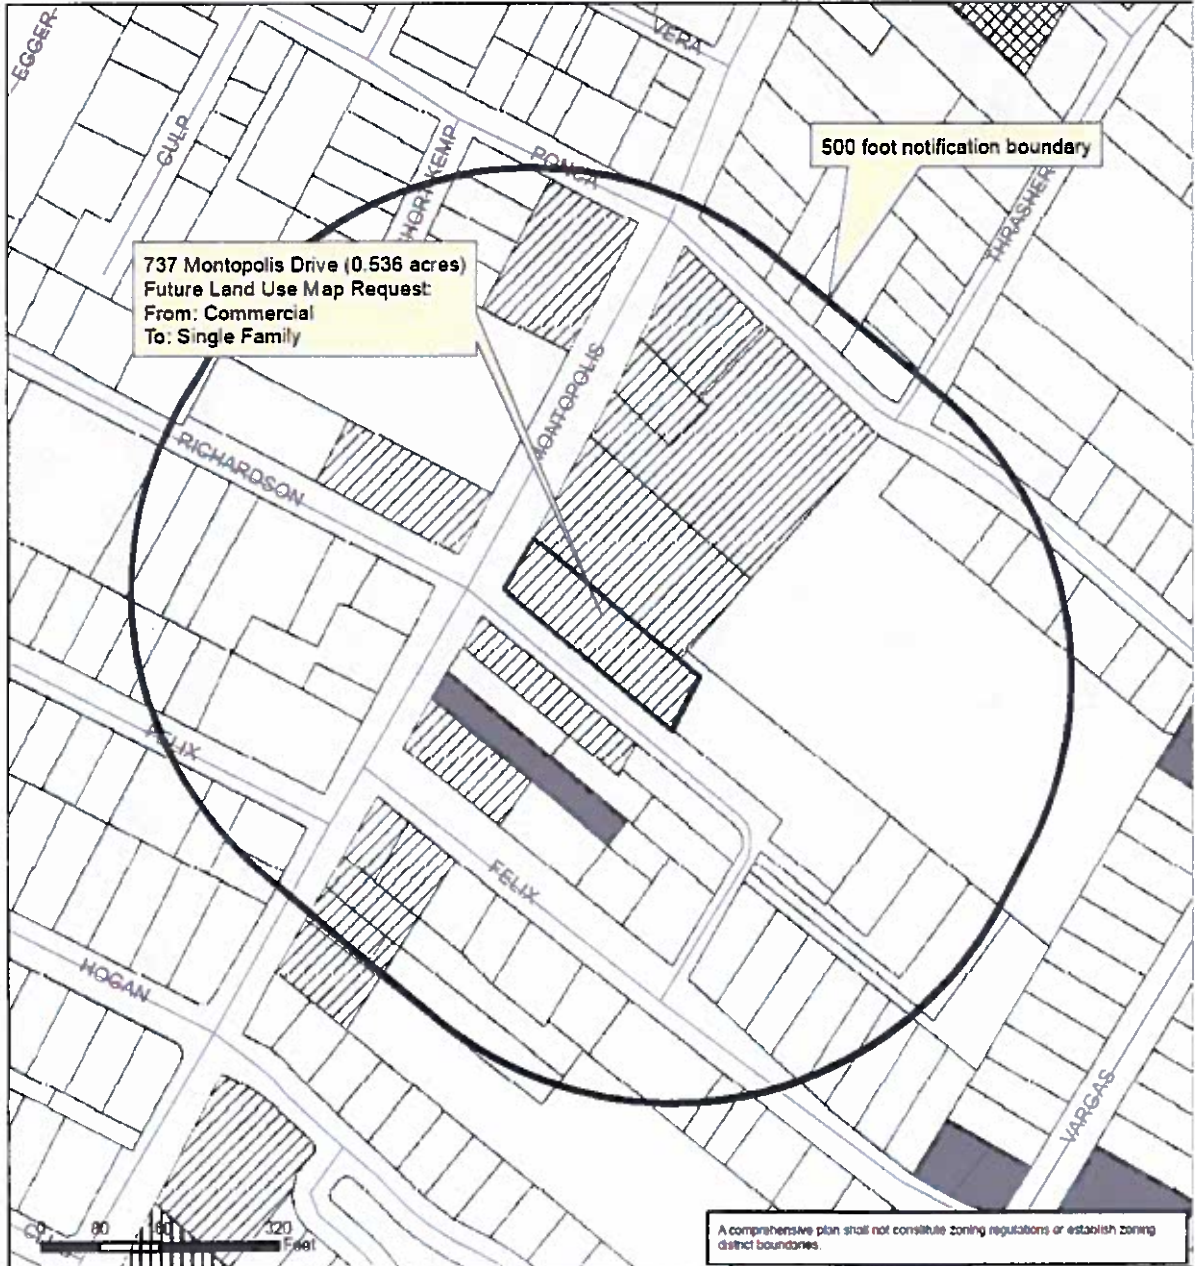 EGGER
VERA
GULP
KEMP
PONCA
500 foot notification boundary
THRASHER
737 Montopolis Drive (0.536 acres)
Future Land Use Map Request:
From: Commercial
To: Single Family
MONTOPOLIS
RICHARDSON
FELIX
FELIX
HOGAN
VARGAS
80 160 320
Feet
A comprehensive plan shall not constitute zoning regulations or establish zoning
district boundaries.